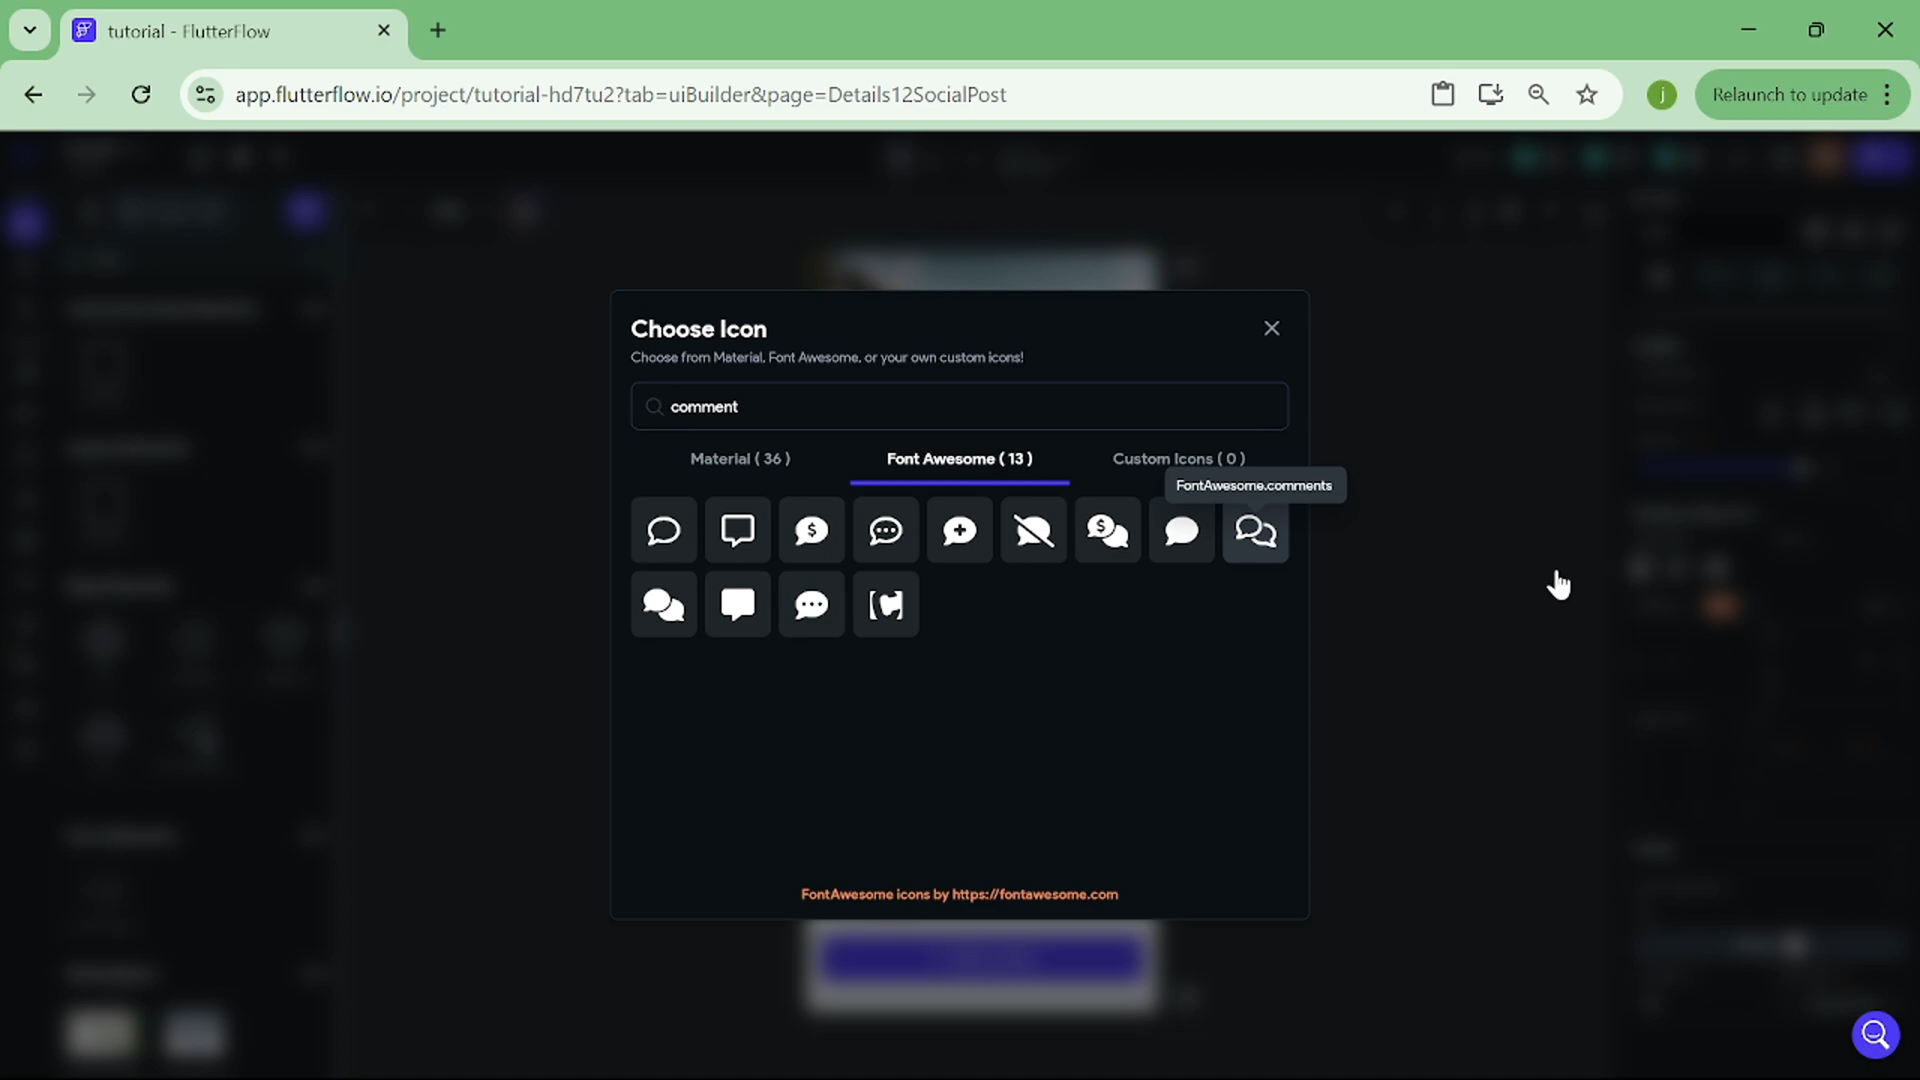 tutorial - FlutterFlow
app.flutterflow.io/project/tutorial-hd7tu2?tab=uiBuilder&page=Details12SocialPost
j
Relaunch to update
Choose Icon
Choose from Material, Font Awesome, or your own custom icons!
comment
Material ( 36 )
Font Awesome ( 13 )
Custom Icons ( 0 )
FontAwesome.comments
FontAwesome icons by https://fontawesome.com